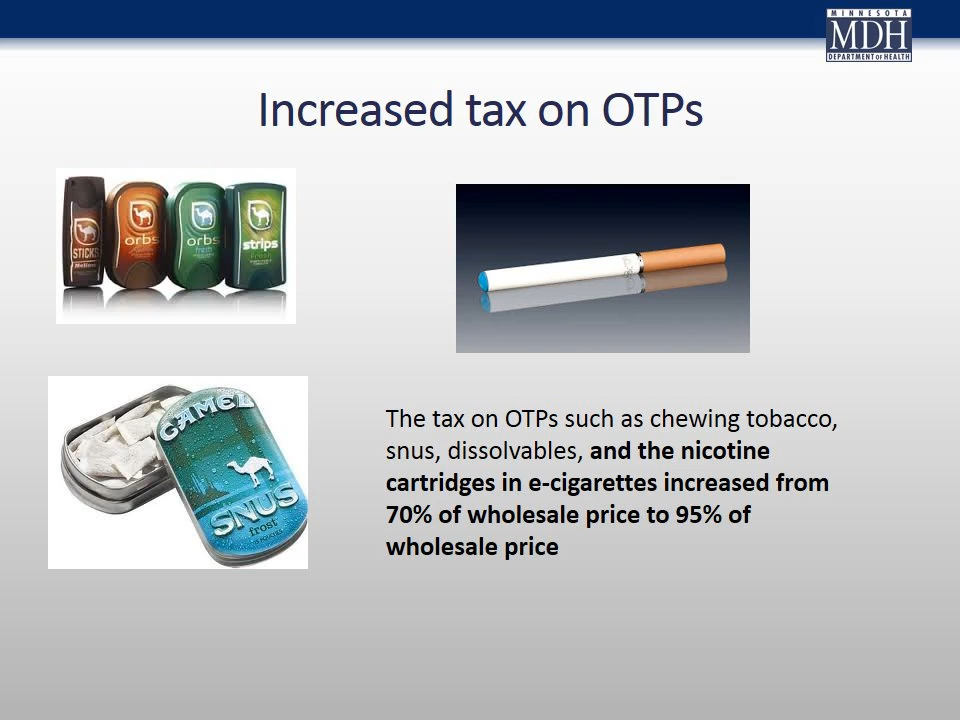 MINNESOTA
MDH
DEPARTMENT OF HEALTH
Increased tax on OTPs
STICKS
Mellow
orbs
orbs
fresh
strips
Fresh
CAMEL
SNUS
frost
The tax on OTPs such as chewing tobacco,
snus, dissolvables, and the nicotine
cartridges in e-cigarettes increased from
70% of wholesale price to 95% of
wholesale price